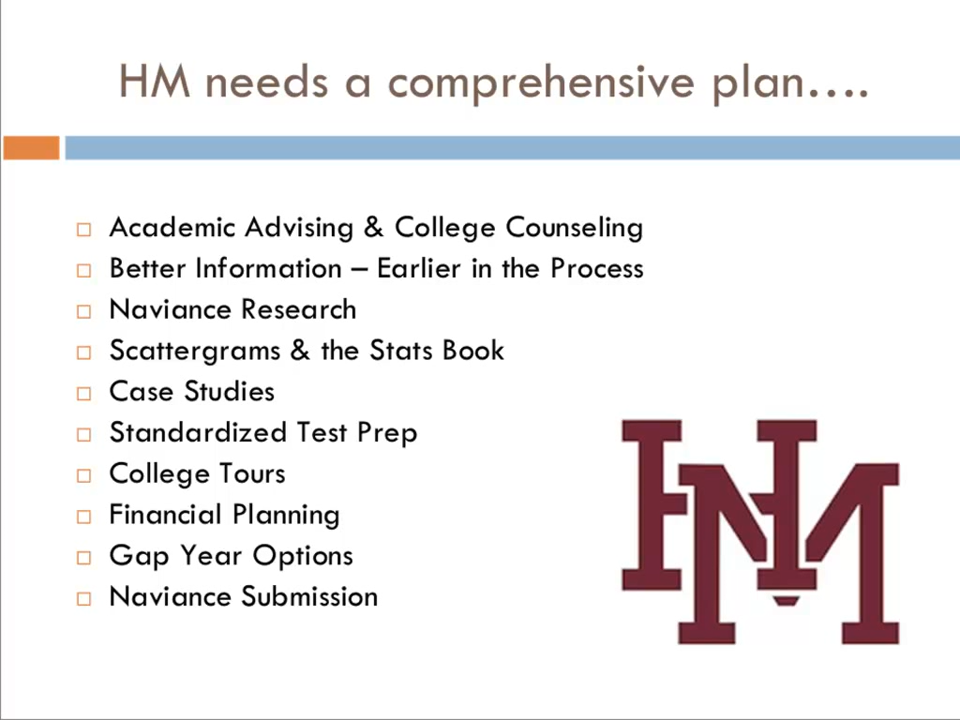 HM needs a comprehensive plan….
Academic Advising & College Counseling
Better Information – Earlier in the Process
Naviance Research
Scattergrams & the Stats Book
Case Studies
Standardized Test Prep
College Tours
Financial Planning
Gap Year Options
Naviance Submission
HM